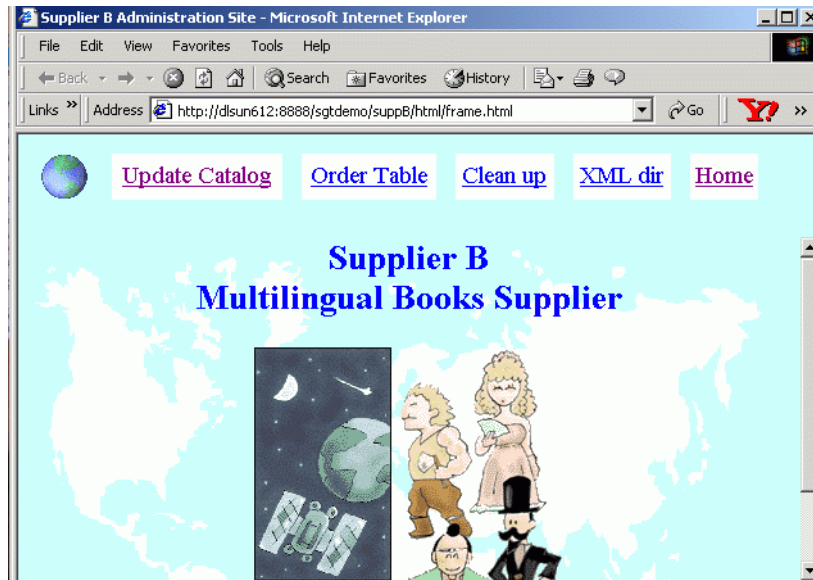 Supplier B Administration Site - Microsoft Internet Explorer
File Edit View Favorites Tools Help
Back Search Favorites History
Links » Address http://dlsun612:8888/sgtdemo/suppB/html/frame.html Go Y! »
Update Catalog Order Table Clean up XML dir Home
Supplier B
Multilingual Books Supplier